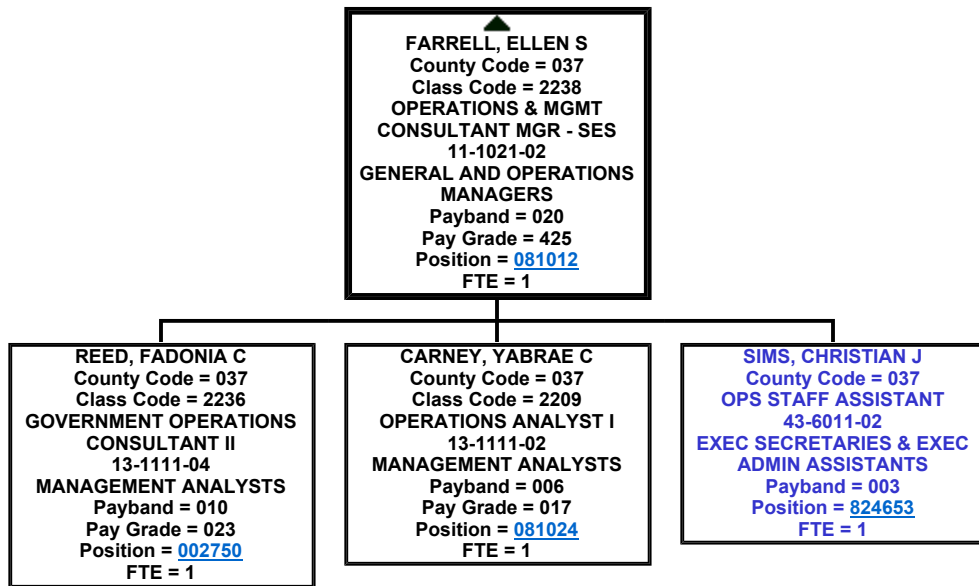 FARRELL, ELLEN S
County Code = 037
Class Code = 2238
OPERATIONS & MGMT
CONSULTANT MGR - SES
11-1021-02
GENERAL AND OPERATIONS
MANAGERS
Payband = 020
Pay Grade = 425
Position = 081012
FTE = 1
REED, FADONIA C
County Code = 037
Class Code = 2236
GOVERNMENT OPERATIONS
CONSULTANT II
13-1111-04
MANAGEMENT ANALYSTS
Payband = 010
Pay Grade = 023
Position = 002750
FTE = 1
CARNEY, YABRAE C
County Code = 037
Class Code = 2209
OPERATIONS ANALYST I
13-1111-02
MANAGEMENT ANALYSTS
Payband = 006
Pay Grade = 017
Position = 081024
FTE = 1
SIMS, CHRISTIAN J
County Code = 037
OPS STAFF ASSISTANT
43-6011-02
EXEC SECRETARIES & EXEC
ADMIN ASSISTANTS
Payband = 003
Position = 824653
FTE = 1